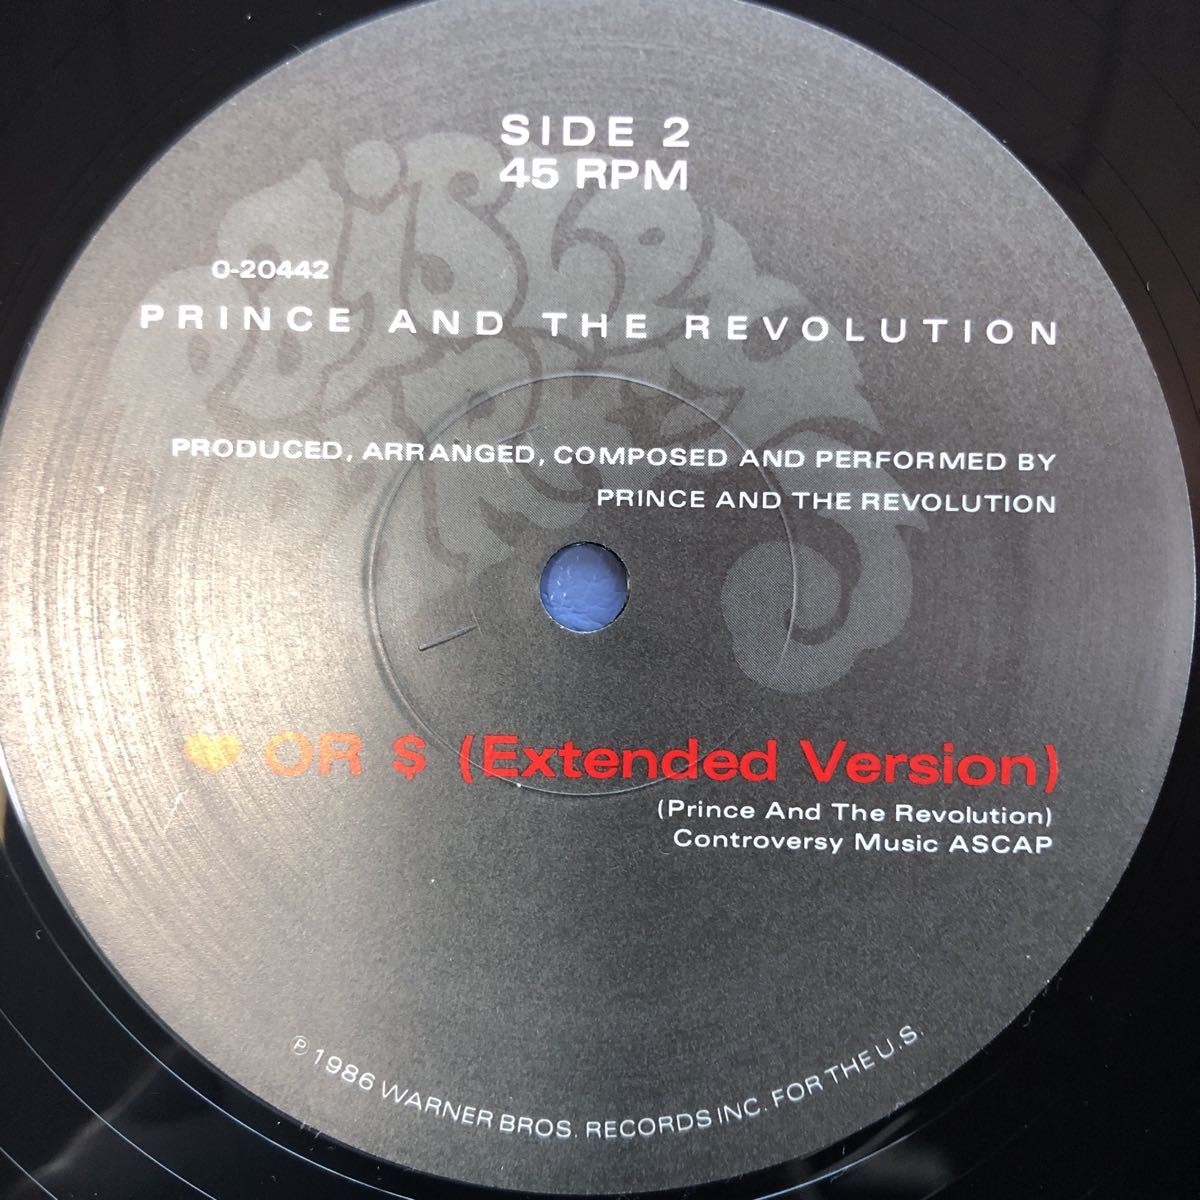 SIDE 2
45 RPM
0-20442
PRINCE AND THE REVOLUTION
PRODUCED, ARRANGED, COMPOSED AND PERFORMED BY
PRINCE AND THE REVOLUTION
♥ OR $ (Extended Version)
(Prince And The Revolution)
Controversy Music ASCAP
℗ 1986 WARNER BROS. RECORDS INC. FOR THE U.S.